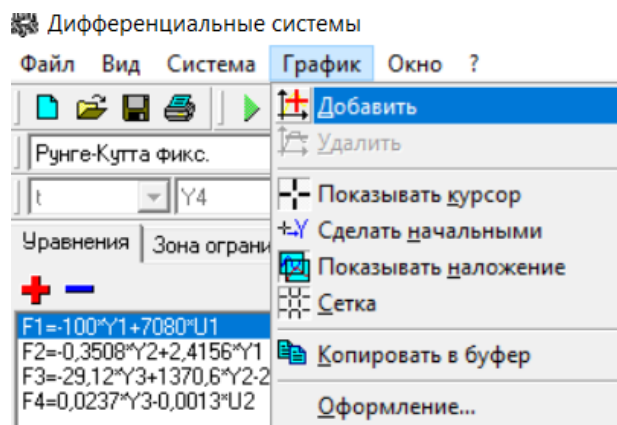 Дифференциальные системы
Файл Вид Система График Окно ?
Добавить
Удалить
Рунге-Кутта фикс.
t Y4
Показывать курсор
Сделать начальными
Показывать наложение
Сетка
Копировать в буфер
Оформление...
Уравнения Зона ограни
F1=-100*Y1+7080*U1
F2=-0,3508*Y2+2,4156*Y1
F3=-29,12*Y3+1370,6*Y2-2
F4=0,0237*Y3-0,0013*U2